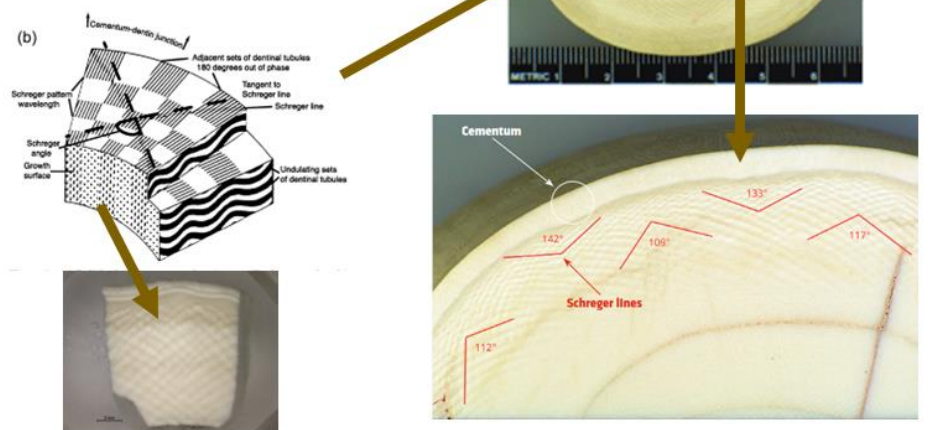 (b)
Cementum-dentin junction
Adjacent sets of dentinal tubules
180 degrees out of phase
Tangent to
Schreger line
Schreger line
Schreger pattern
wavelength
Schreger
angle
Growth
surface
Undulating sets
of dentinal tubules
METRIC 1 2 3 4 5 6
Cementum
133°
142°
109°
117°
Schreger lines
112°